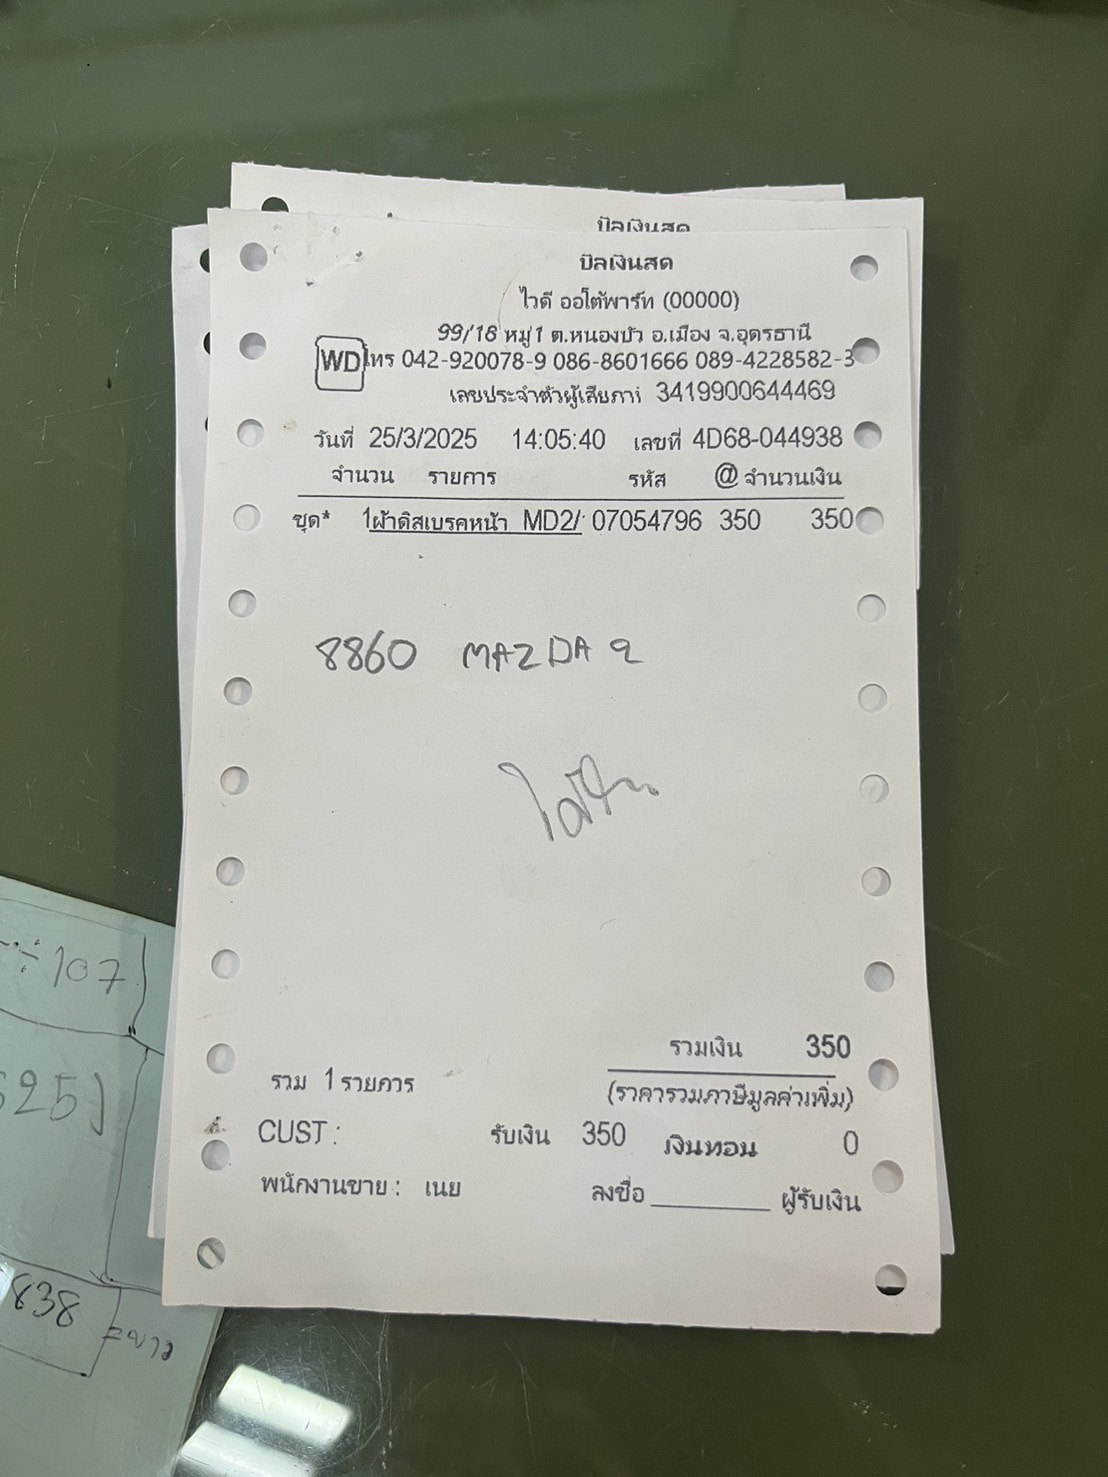 บิลเงินสด
บิลเงินสด
ไวดี ออโต้พาร์ท (00000)
99/16 หมู่1 ต.หนองบัว อ.เมือง จ.อุดรธานี
WD โทร 042-920078-9 086-8601666 089-4228582-3
เลขประจำตัวผู้เสียภาษี 3419900644469
วันที่ 25/3/2025 14:05:40 เลขที่ 4D68-044938
จำนวน รายการ รหัส @ จำนวนเงิน
ชุด* 1 ผ้าดิสเบรคหน้า MD2/ 07054796 350 350
8860 MAZDA 2
÷107
525)
838
รวมเงิน 350
รวม 1 รายการ (ราคารวมภาษีมูลค่าเพิ่ม)
CUST : รับเงิน 350 เงินทอน 0
พนักงานขาย : เนย ลงชื่อ ผู้รับเงิน